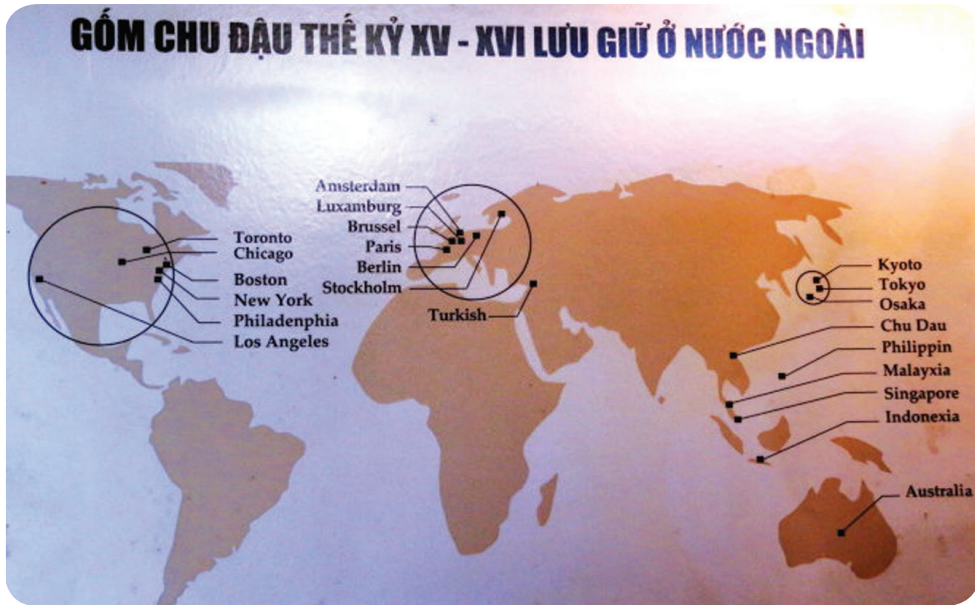 GỐM CHU ĐẬU THẾ KỶ XV - XVI LƯU GIỮ Ở NƯỚC NGOÀI
Toronto
Chicago
Boston
New York
Philadenphia
Los Angeles
Amsterdam
Luxamburg
Brussel
Paris
Berlin
Stockholm
Turkish
Kyoto
Tokyo
Osaka
Chu Dau
Philippin
Malayxia
Singapore
Indonexia
Australia